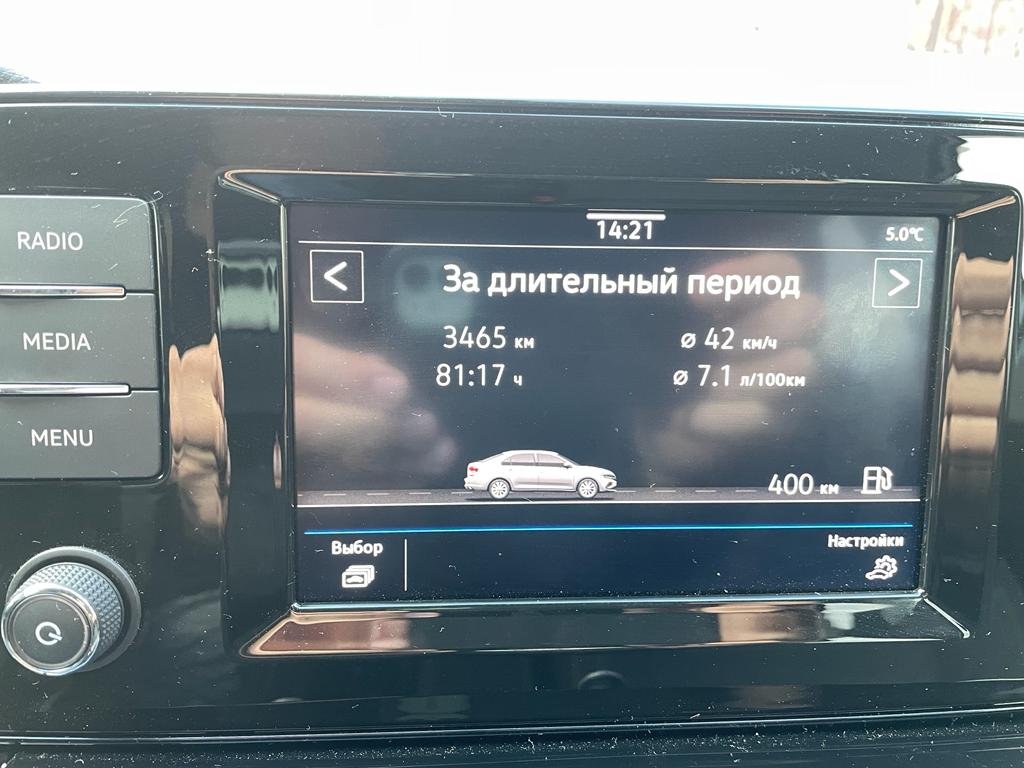 RADIO
MEDIA
MENU
14:21
5.0°C
<
За длительный период
>
3465 км
ø 42 км/ч
81:17 ч
ø 7.1 л/100км
400 км
Выбор
Настройки